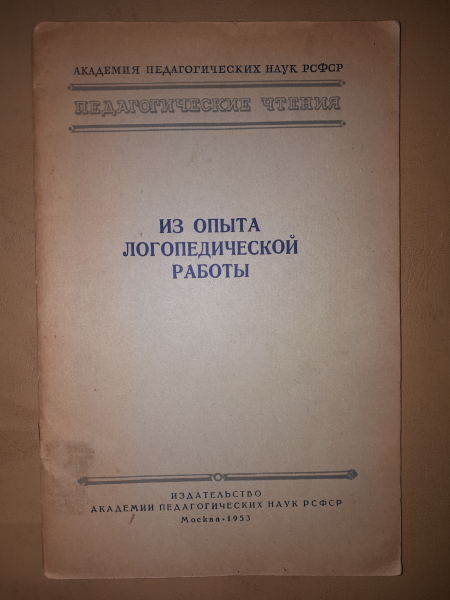 АКАДЕМИЯ ПЕДАГОГИЧЕСКИХ НАУК РСФСР
ПЕДАГОГИЧЕСКИЕ ЧТЕНИЯ
ИЗ ОПЫТА
ЛОГОПЕДИЧЕСКОЙ
РАБОТЫ
ИЗДАТЕЛЬСТВО
АКАДЕМИИ ПЕДАГОГИЧЕСКИХ НАУК РСФСР
Москва • 1953